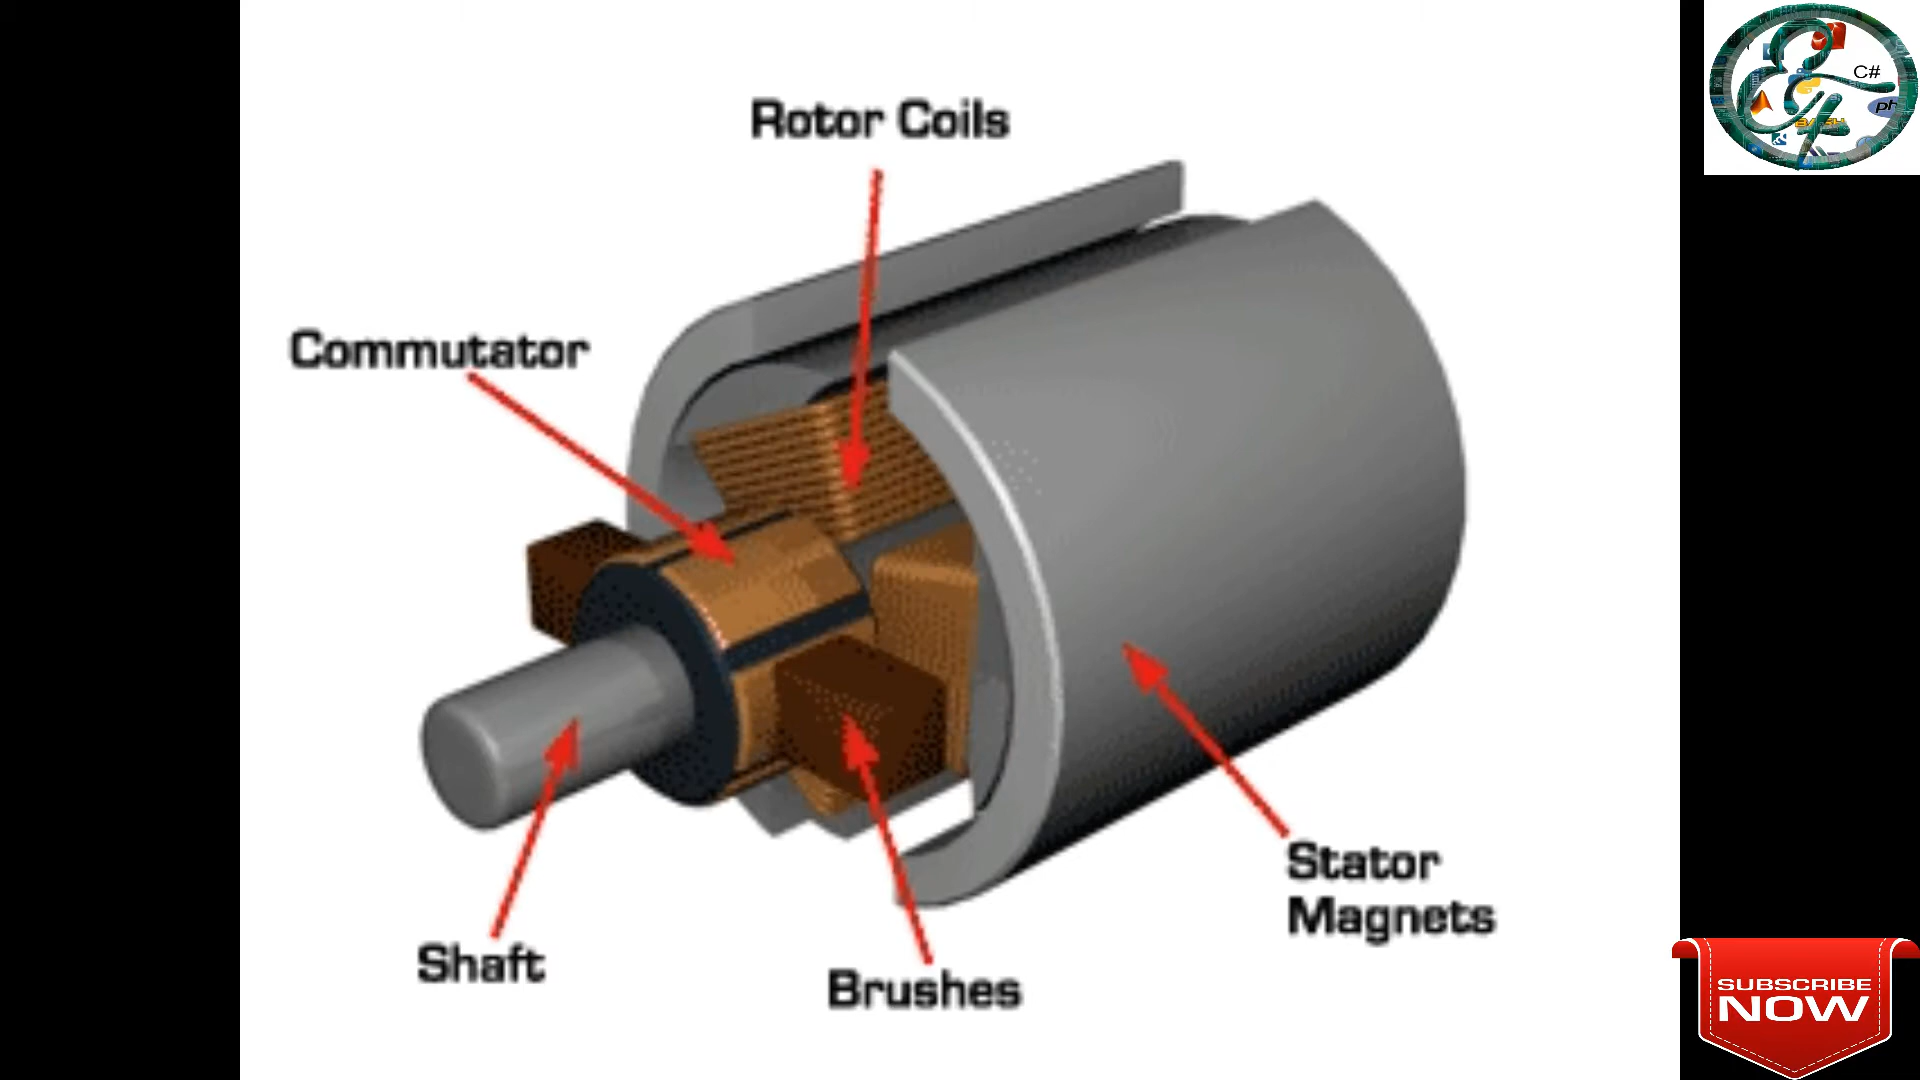 Rotor Coils
C#
Commutator
Stator
Magnets
Shaft
Brushes
SUBSCRIBE
NOW